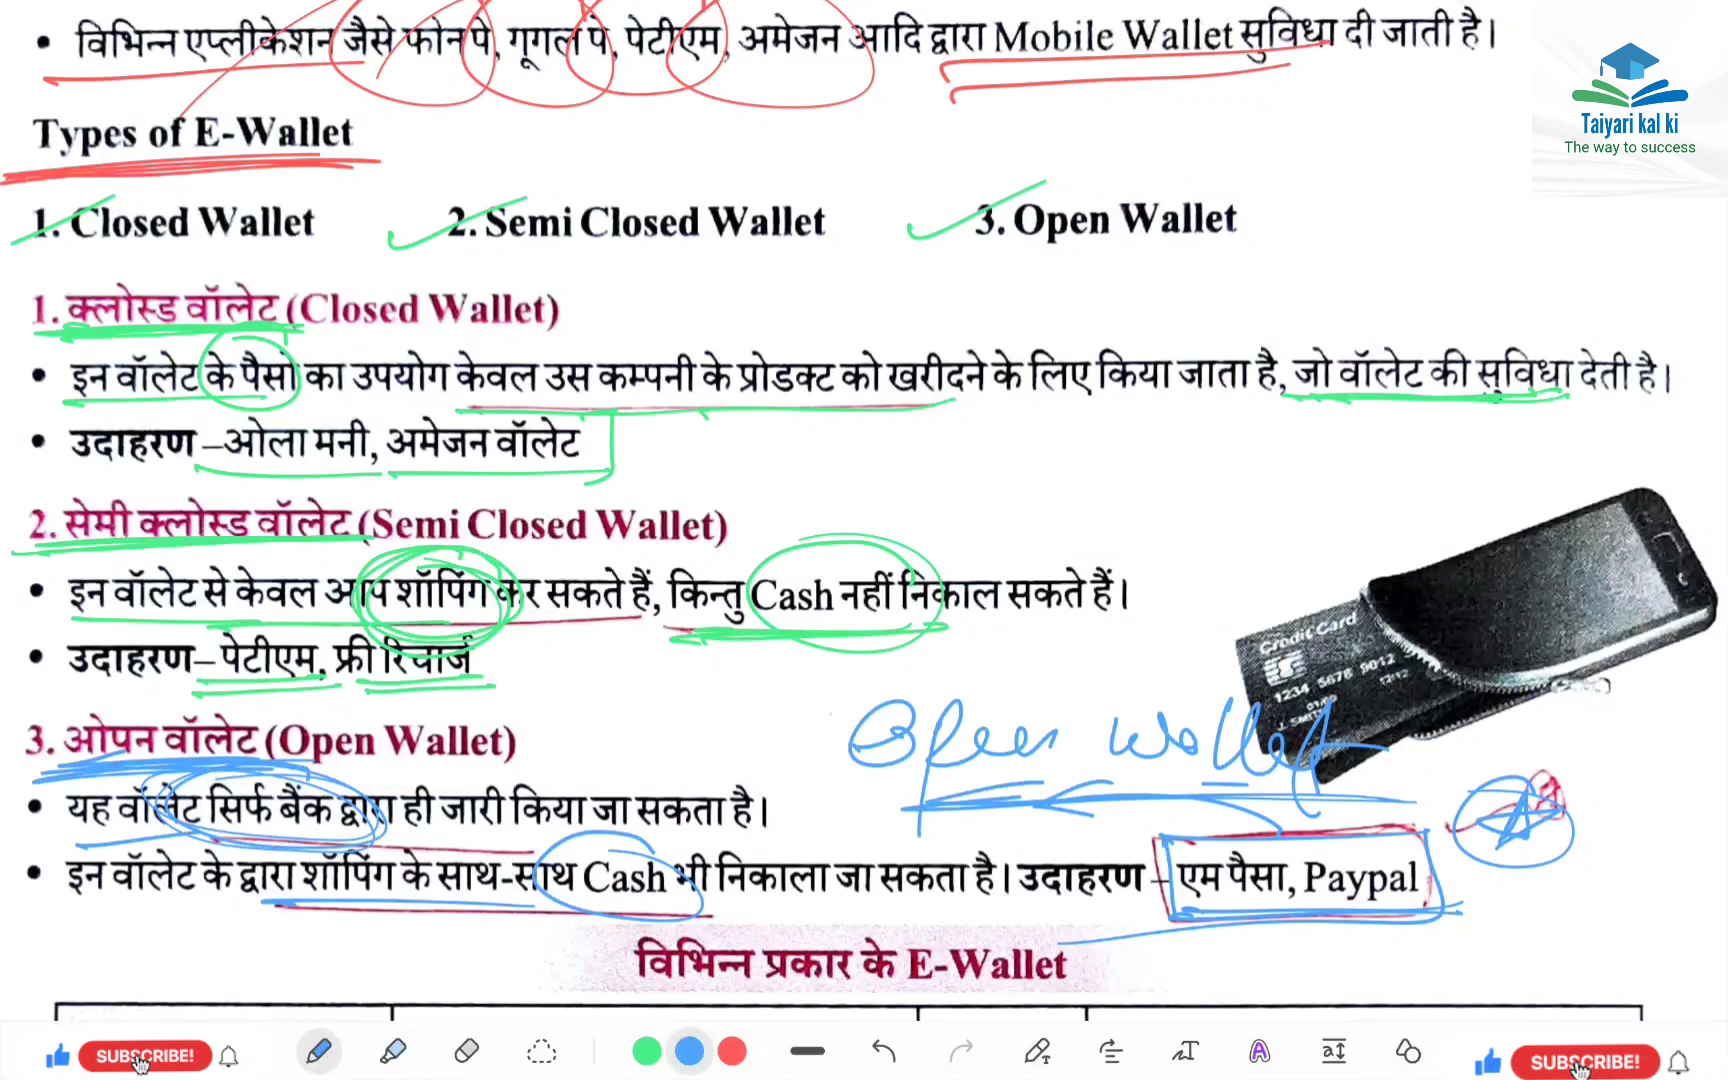 • विभिन्न एप्लीकेशन जैसे फोन पे, गूगल पे, पेटीएम, अमेजन आदि द्वारा Mobile Wallet सुविधा दी जाती है।
Taiyari kal ki
The way to success
Types of E-Wallet
1. Closed Wallet 2. Semi Closed Wallet 3. Open Wallet
1. क्लोस्ड वॉलेट (Closed Wallet)
• इन वॉलेट के पैसो का उपयोग केवल उस कम्पनी के प्रोडक्ट को खरीदने के लिए किया जाता है, जो वॉलेट की सुविधा देती है।
• उदाहरण –ओला मनी, अमेजन वॉलेट
2. सेमी क्लोस्ड वॉलेट (Semi Closed Wallet)
• इन वॉलेट से केवल आप शॉपिंग कर सकते हैं, किन्तु Cash नहीं निकाल सकते हैं।
• उदाहरण– पेटीएम, फ्री रिचार्ज
Credit Card
1234 5678 9012
3. ओपन वॉलेट (Open Wallet)
Open Wallet
• यह वॉलेट सिर्फ बैंक द्वारा ही जारी किया जा सकता है।
• इन वॉलेट के द्वारा शॉपिंग के साथ-साथ Cash भी निकाला जा सकता है। उदाहरण – एम पैसा, Paypal
विभिन्न प्रकार के E-Wallet
SUBSCRIBE! SUBSCRIBE!